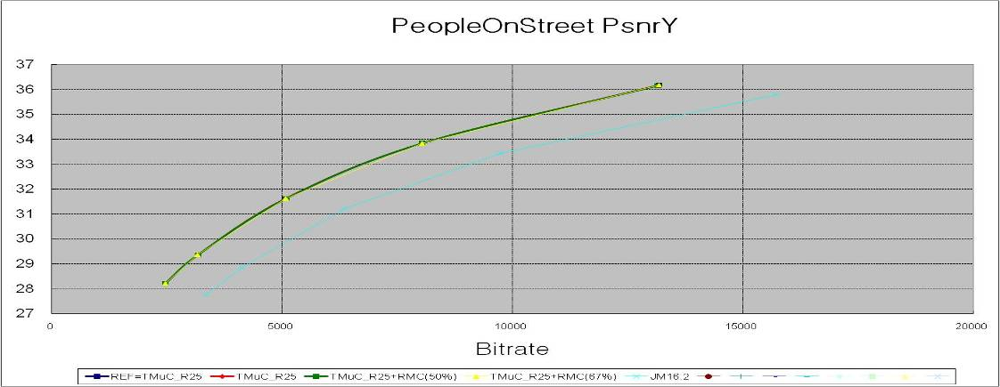 PeopleOnStreet PsnrY
37
36
35
34
33
32
31
30
29
28
27
0 5000 10000 15000 20000
Bitrate
REF=TMuC_R25 TMuC_R25 TMuC_R25+RMC(50%) TMuC_R25+RMC(67%) JM16.2